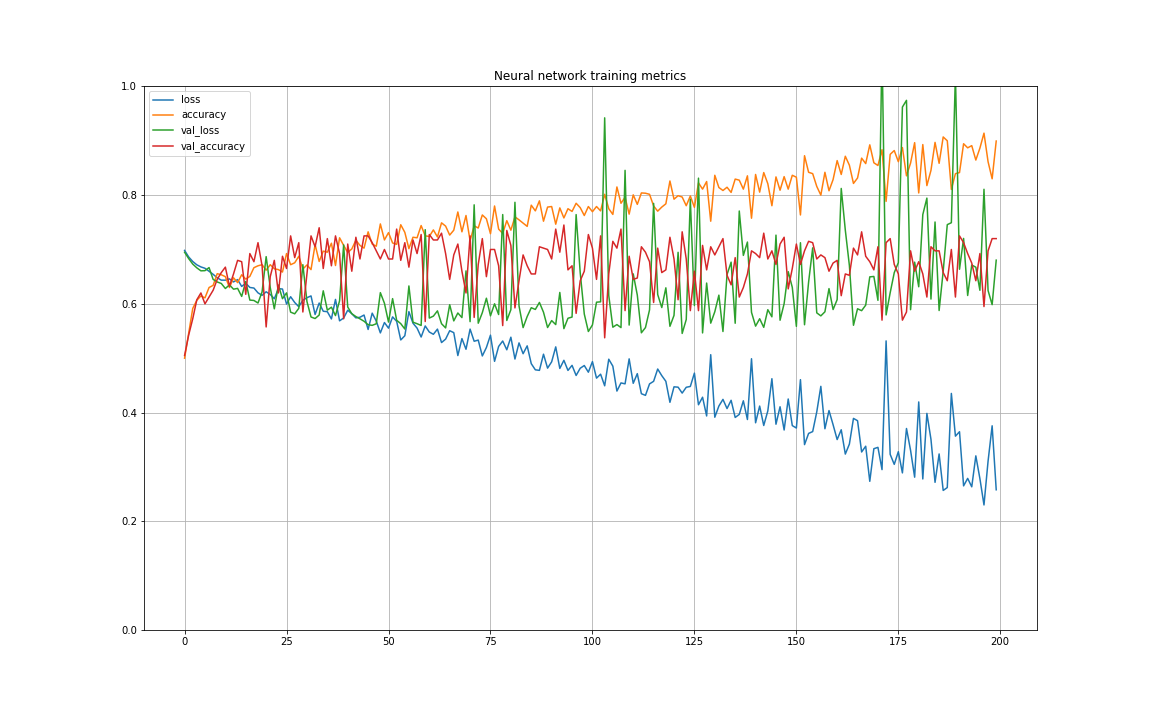 Neural network training metrics
loss
accuracy
val_loss
val_accuracy
1.0
0.8
0.6
0.4
0.2
0.0
0 25 50 75 100 125 150 175 200